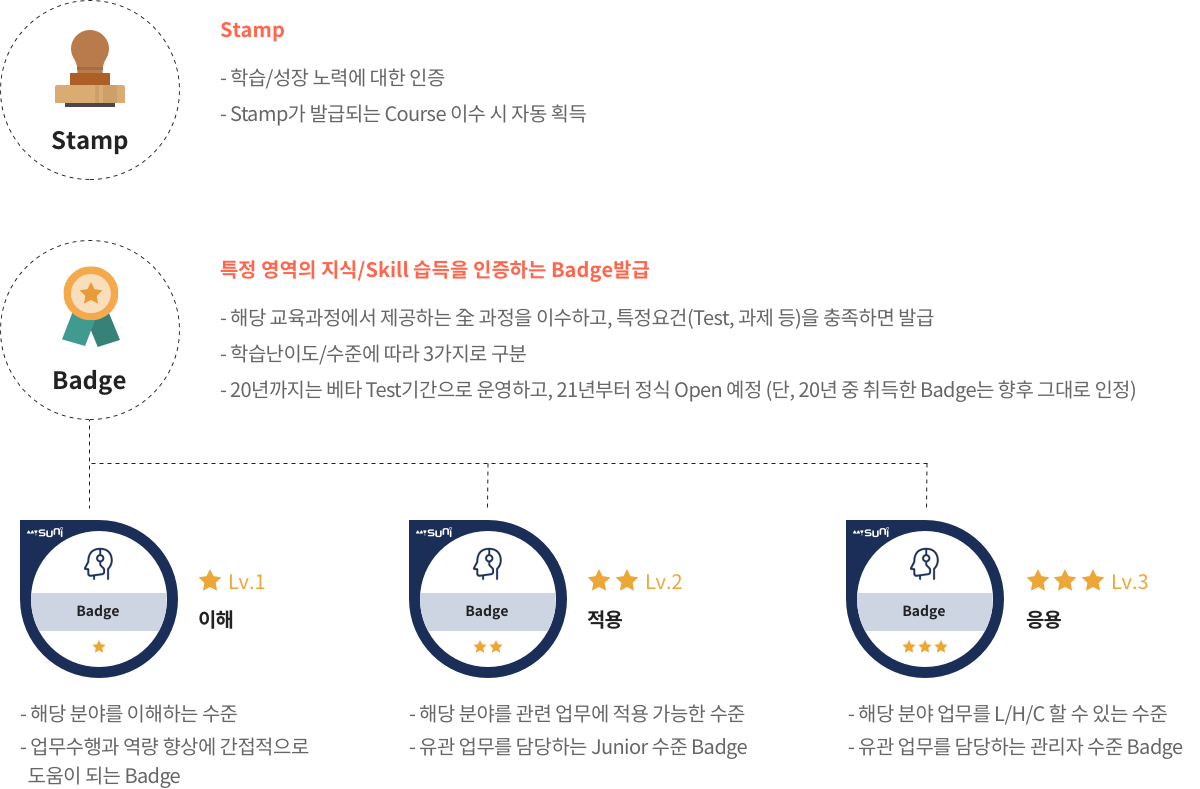 Stamp
Stamp
- 학습/성장 노력에 대한 인증
- Stamp가 발급되는 Course 이수 시 자동 획득
Badge
특정 영역의 지식/Skill 습득을 인증하는 Badge발급
- 해당 교육과정에서 제공하는 全 과정을 이수하고, 특정요건(Test, 과제 등)을 충족하면 발급
- 학습난이도/수준에 따라 3가지로 구분
- 20년까지는 베타 Test기간으로 운영하고, 21년부터 정식 Open 예정 (단, 20년 중 취득한 Badge는 향후 그대로 인정)
suni
Badge
Lv.1
이해
- 해당 분야를 이해하는 수준
- 업무수행과 역량 향상에 간접적으로
도움이 되는 Badge
suni
Badge
Lv.2
적용
- 해당 분야를 관련 업무에 적용 가능한 수준
- 유관 업무를 담당하는 Junior 수준 Badge
suni
Badge
Lv.3
응용
- 해당 분야 업무를 L/H/C 할 수 있는 수준
- 유관 업무를 담당하는 관리자 수준 Badge